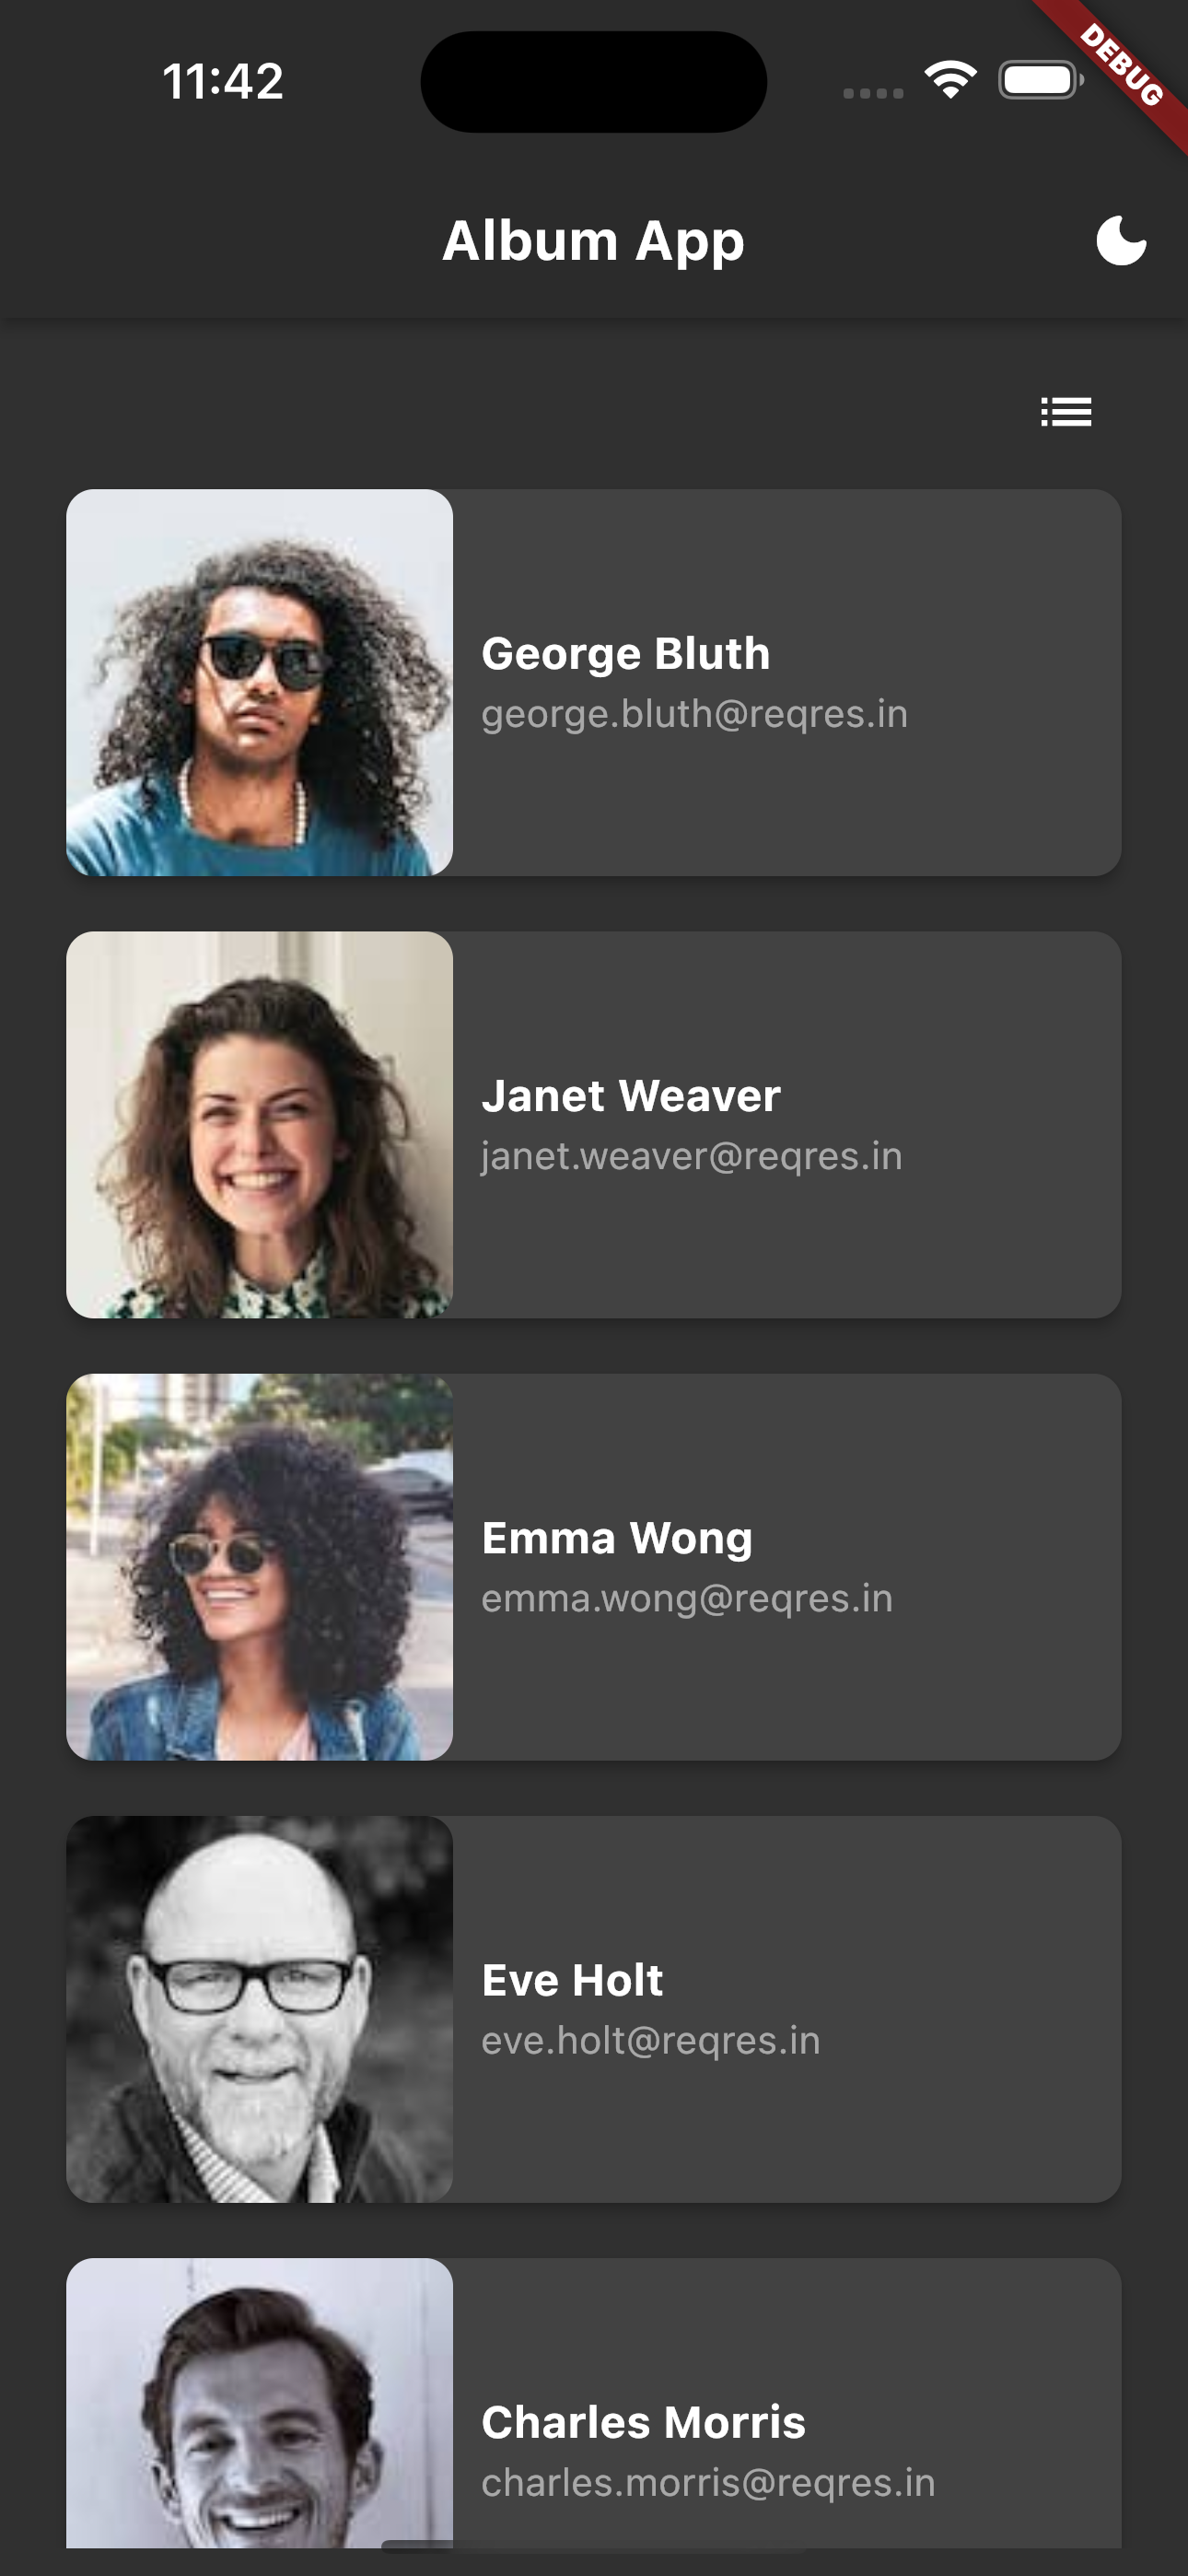 11:42
DEBUG
Album App
George Bluth
george.bluth@reqres.in
Janet Weaver
janet.weaver@reqres.in
Emma Wong
emma.wong@reqres.in
Eve Holt
eve.holt@reqres.in
Charles Morris
charles.morris@reqres.in